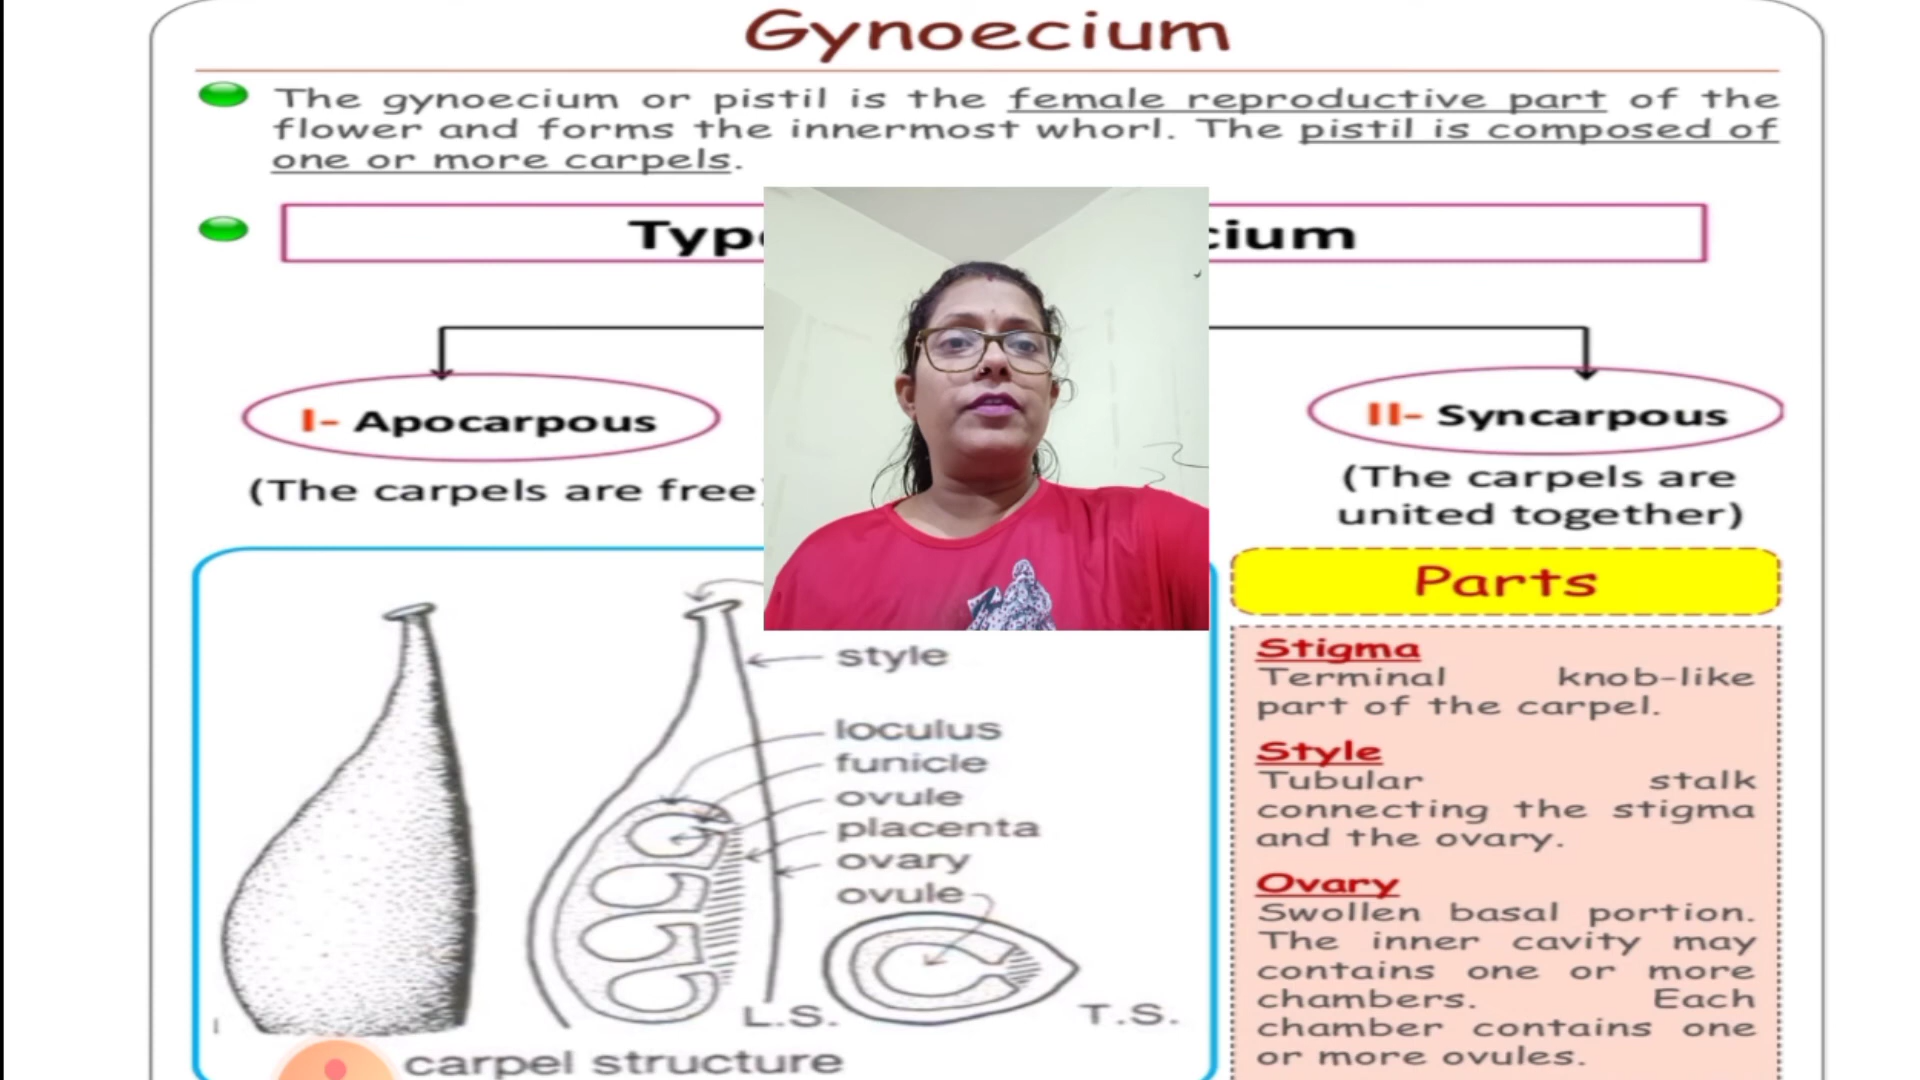 Gynoecium
The gynoecium or pistil is the female reproductive part of the
flower and forms the innermost whorl. The pistil is composed of
one or more carpels.
I- Apocarpous
II- Syncarpous
(The carpels are free
(The carpels are
united together)
Parts
style
loculus
funicle
ovule
placenta
ovary
ovule
L.S.
T.S.
carpel structure
Stigma
Terminal knob-like
part of the carpel.
Style
Tubular stalk
connecting the stigma
and the ovary.
Ovary
Swollen basal portion.
The inner cavity may
contains one or more
chambers. Each
chamber contains one
or more ovules.